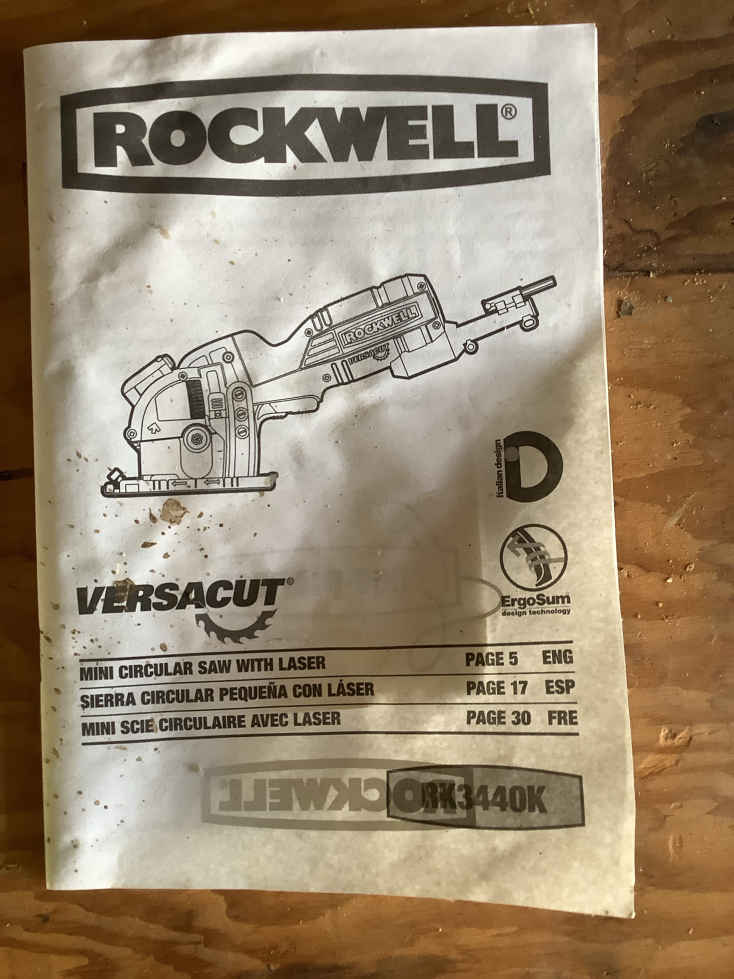 ROCKWELL®
ROCKWELL
VERSACUT
Italian design
ErgoSum
design technology
VERSACUT®
MINI CIRCULAR SAW WITH LASER PAGE 5 ENG
SIERRA CIRCULAR PEQUEÑA CON LÁSER PAGE 17 ESP
MINI SCIE CIRCULAIRE AVEC LASER PAGE 30 FRE
ROCKWELL
RK3440K